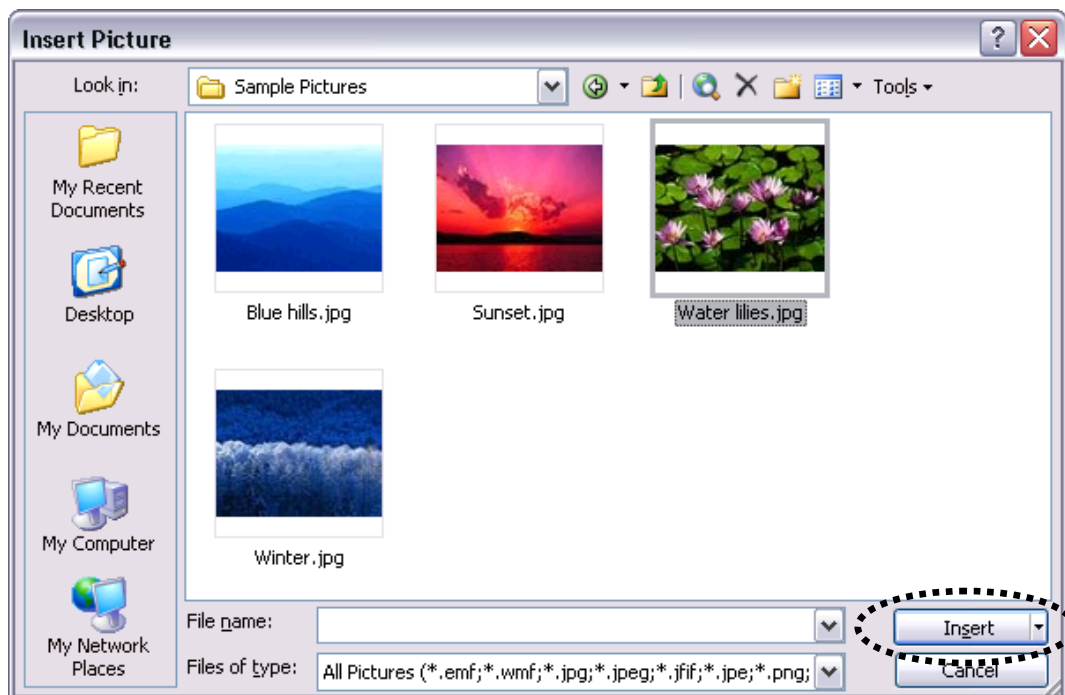 Insert Picture
?
Look in:
Sample Pictures
Tools
My Recent
Documents
Desktop
My Documents
My Computer
My Network
Places
Blue hills.jpg
Sunset.jpg
Water lilies.jpg
Winter.jpg
File name:
Insert
Files of type:
All Pictures (*.emf;*.wmf;*.jpg;*.jpeg;*.jfif;*.jpe;*.png;
Cancel